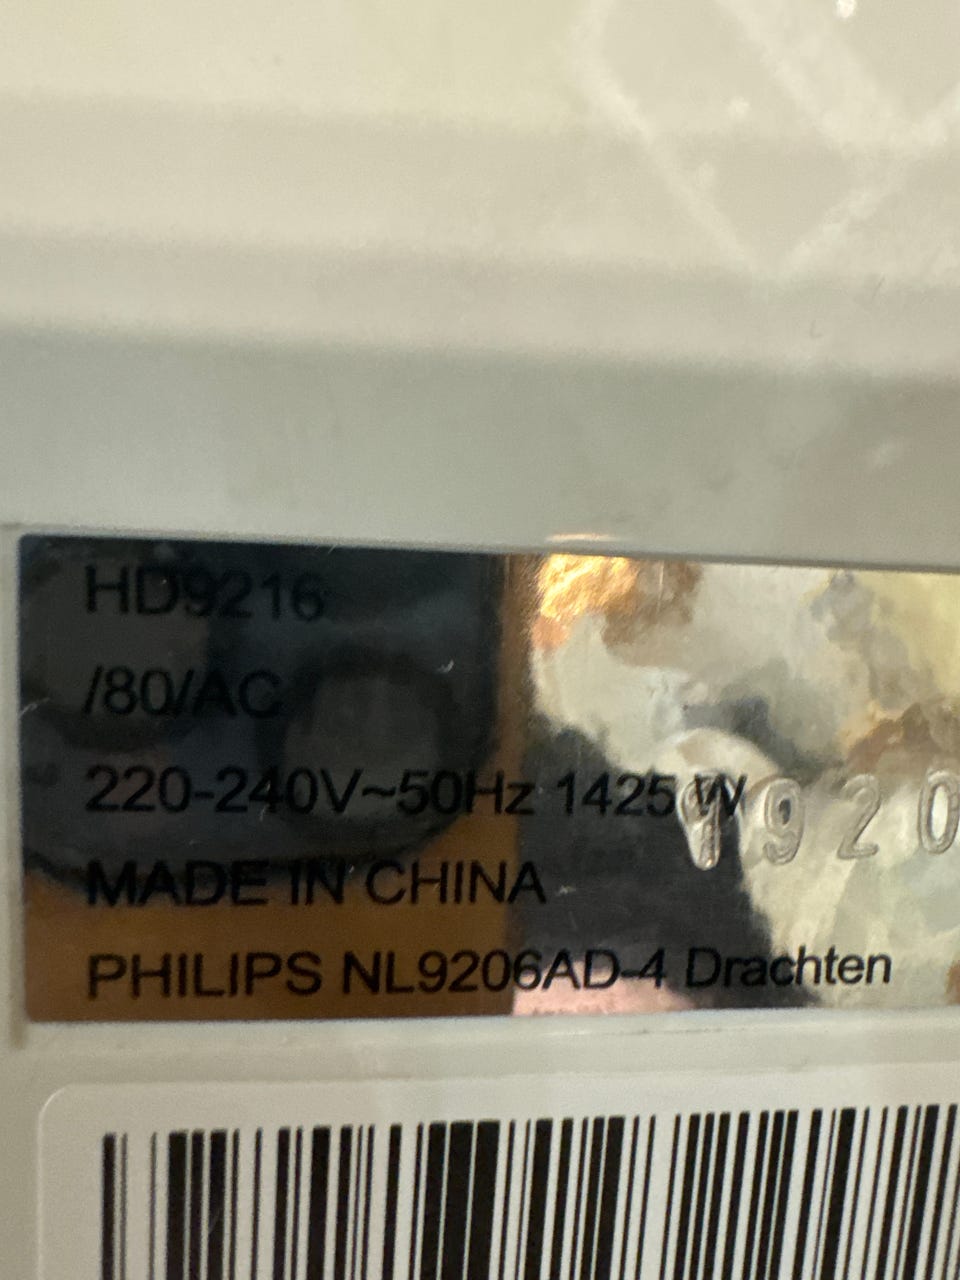 HD9216
/80/AC
220-240V~50Hz 1425 W
MADE IN CHINA
PHILIPS NL9206AD-4 Drachten